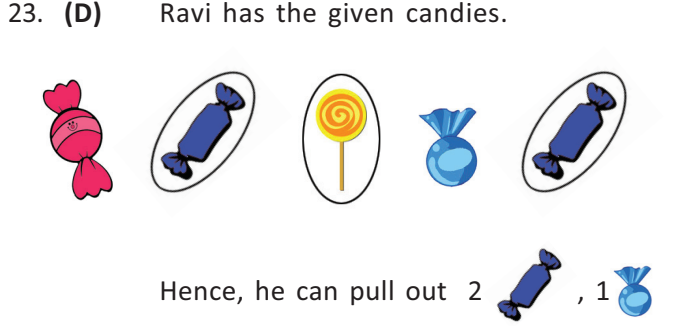 23. (D) Ravi has the given candies.
Hence, he can pull out 2 , 1